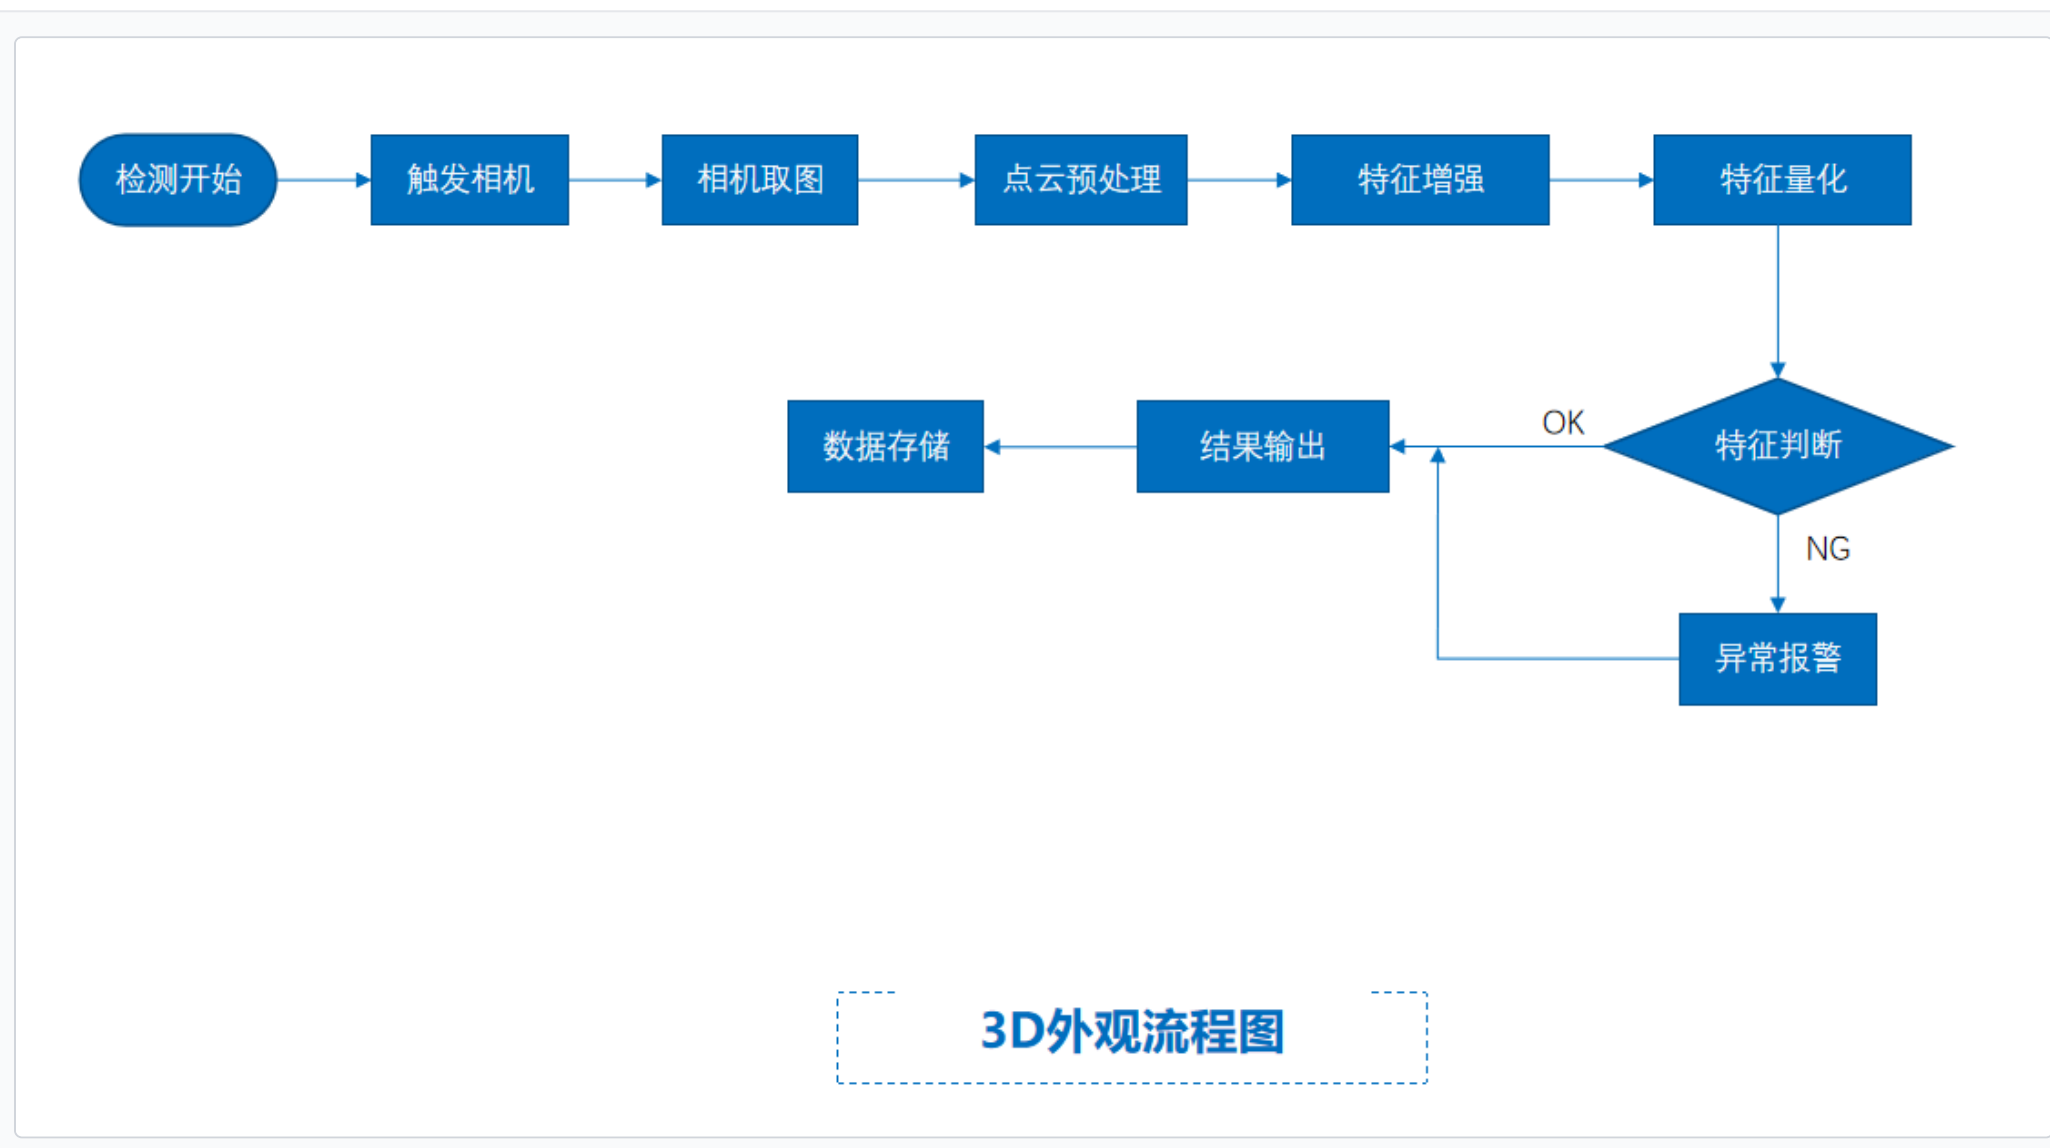 检测开始
触发相机
相机取图
点云预处理
特征增强
特征量化
数据存储
结果输出
OK
特征判断
NG
异常报警
3D外观流程图